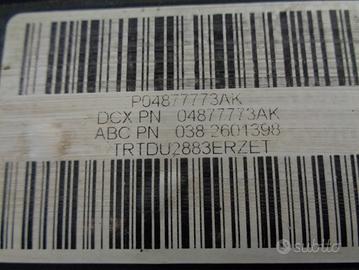 P04877773AK
DCX PN 04877773AK
ABC PN 038-2601398
TRTDU2883ERZET
subito